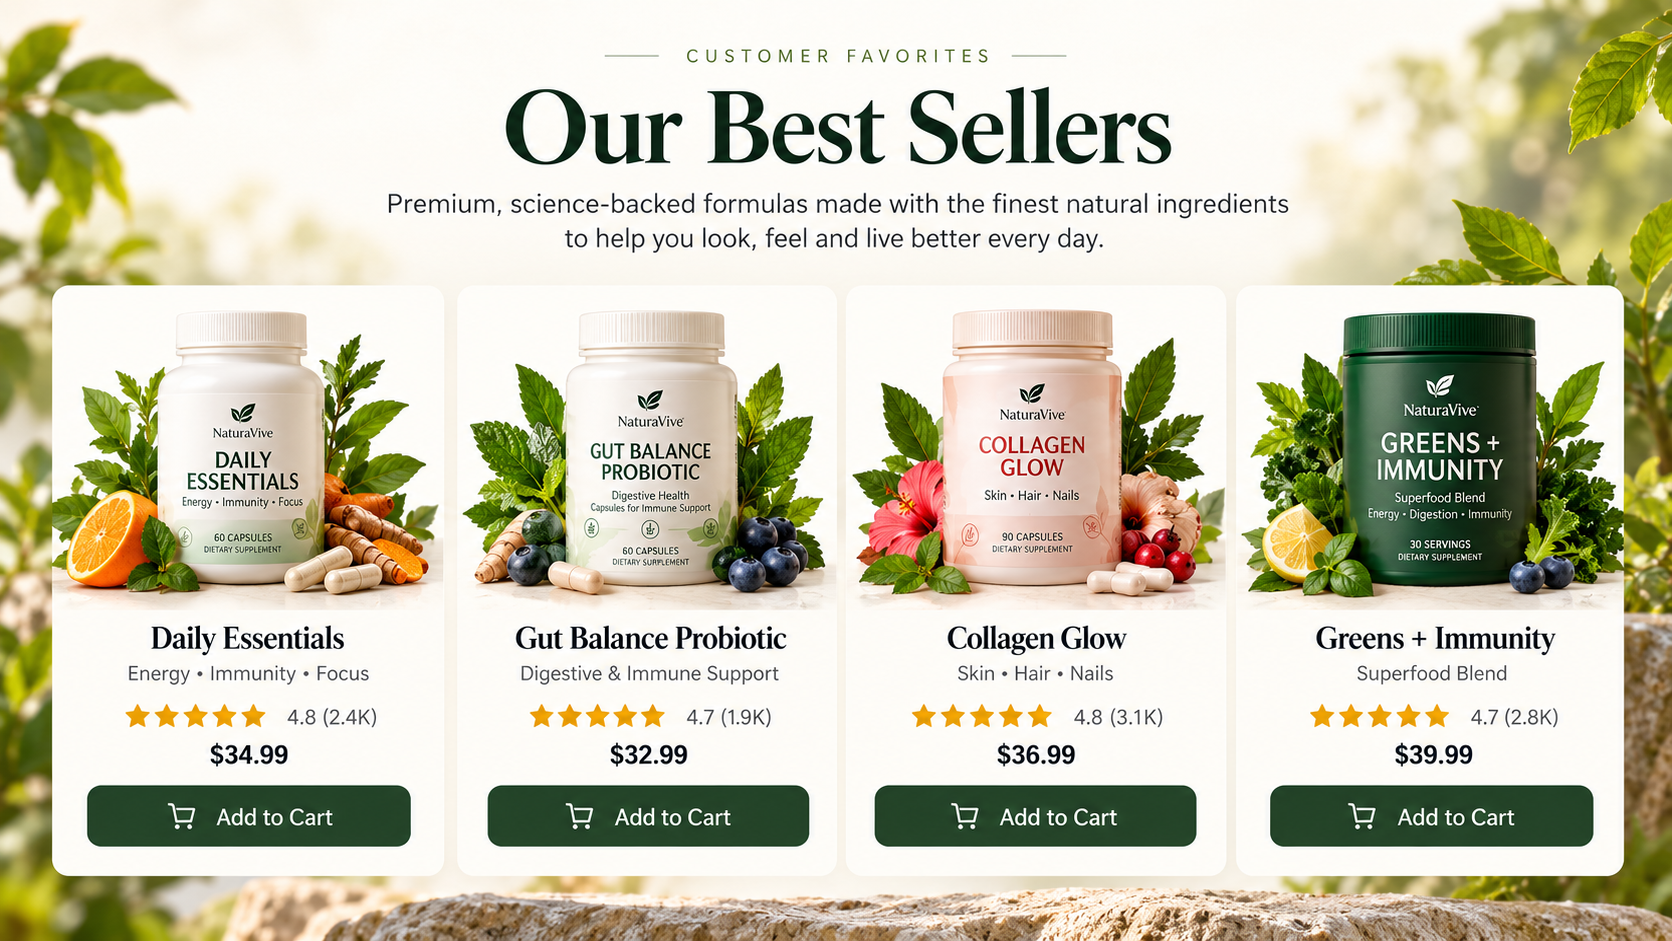 CUSTOMER FAVORITES
Our Best Sellers
Premium, science-backed formulas made with the finest natural ingredients
to help you look, feel and live better every day.
NaturaVive
DAILY
ESSENTIALS
Energy • Immunity • Focus
60 CAPSULES
DIETARY SUPPLEMENT
Daily Essentials
Energy • Immunity • Focus
4.8 (2.4K)
$34.99
Add to Cart
NaturaVive
GUT BALANCE
PROBIOTIC
Digestive Health
Capsules for Immune Support
60 CAPSULES
DIETARY SUPPLEMENT
Gut Balance Probiotic
Digestive & Immune Support
4.7 (1.9K)
$32.99
Add to Cart
NaturaVive
COLLAGEN
GLOW
Skin • Hair • Nails
90 CAPSULES
DIETARY SUPPLEMENT
Collagen Glow
Skin • Hair • Nails
4.8 (3.1K)
$36.99
Add to Cart
NaturaVive
GREENS +
IMMUNITY
Superfood Blend
Energy • Digestion • Immunity
30 SERVINGS
DIETARY SUPPLEMENT
Greens + Immunity
Superfood Blend
4.7 (2.8K)
$39.99
Add to Cart